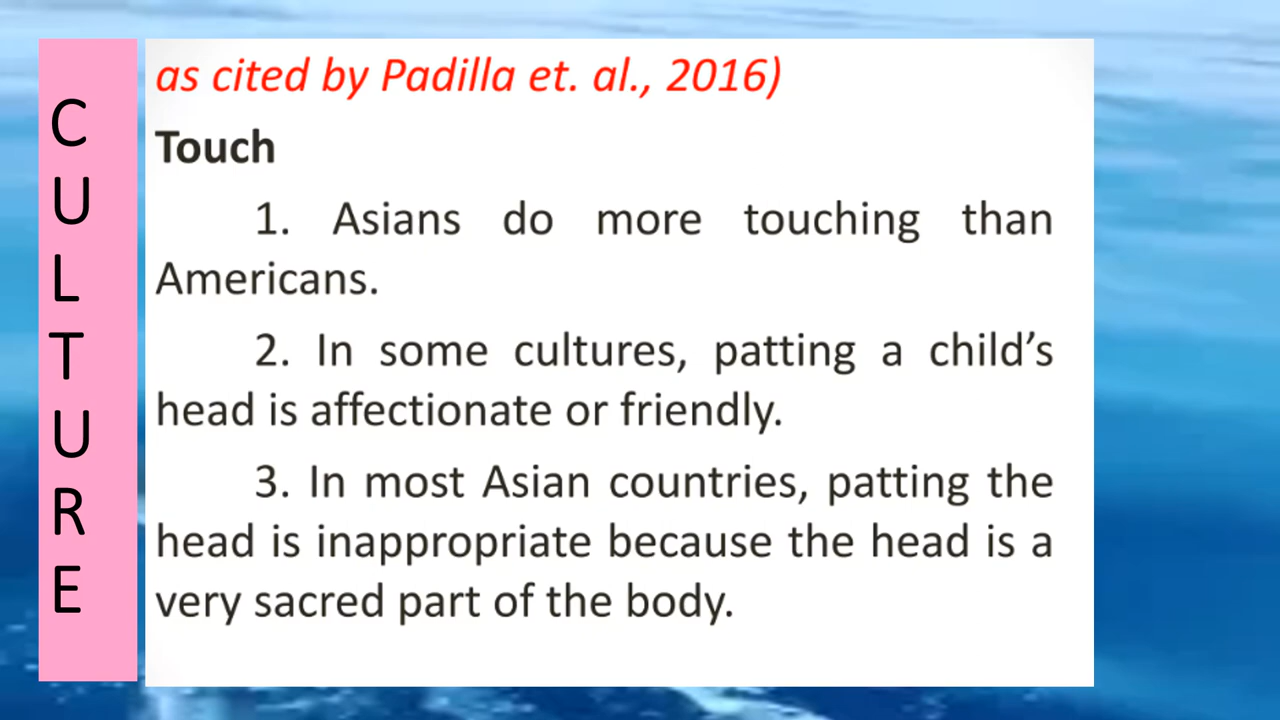 CULTURE
as cited by Padilla et. al., 2016)
Touch
1. Asians do more touching than
Americans.
2. In some cultures, patting a child’s
head is affectionate or friendly.
3. In most Asian countries, patting the
head is inappropriate because the head is a
very sacred part of the body.